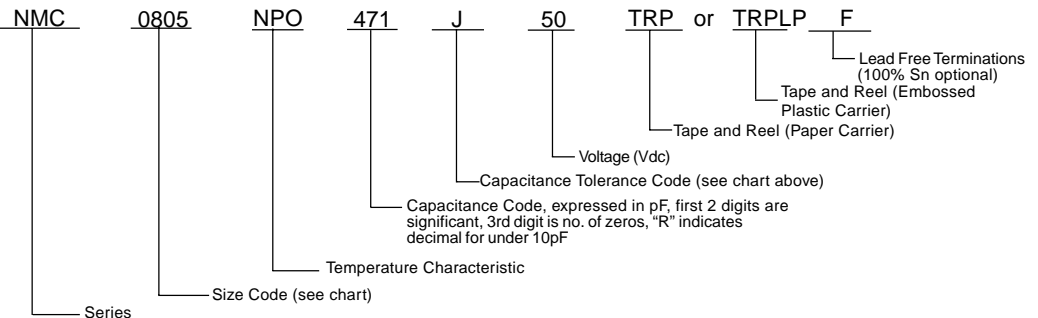 NMC 0805 NPO 471 J 50 TRP or TRPLP F
Lead Free Terminations
(100% Sn optional)
Tape and Reel (Embossed
Plastic Carrier)
Tape and Reel (Paper Carrier)
Voltage (Vdc)
Capacitance Tolerance Code (see chart above)
Capacitance Code, expressed in pF, first 2 digits are
significant, 3rd digit is no. of zeros, “R” indicates
decimal for under 10pF
Temperature Characteristic
Size Code (see chart)
Series